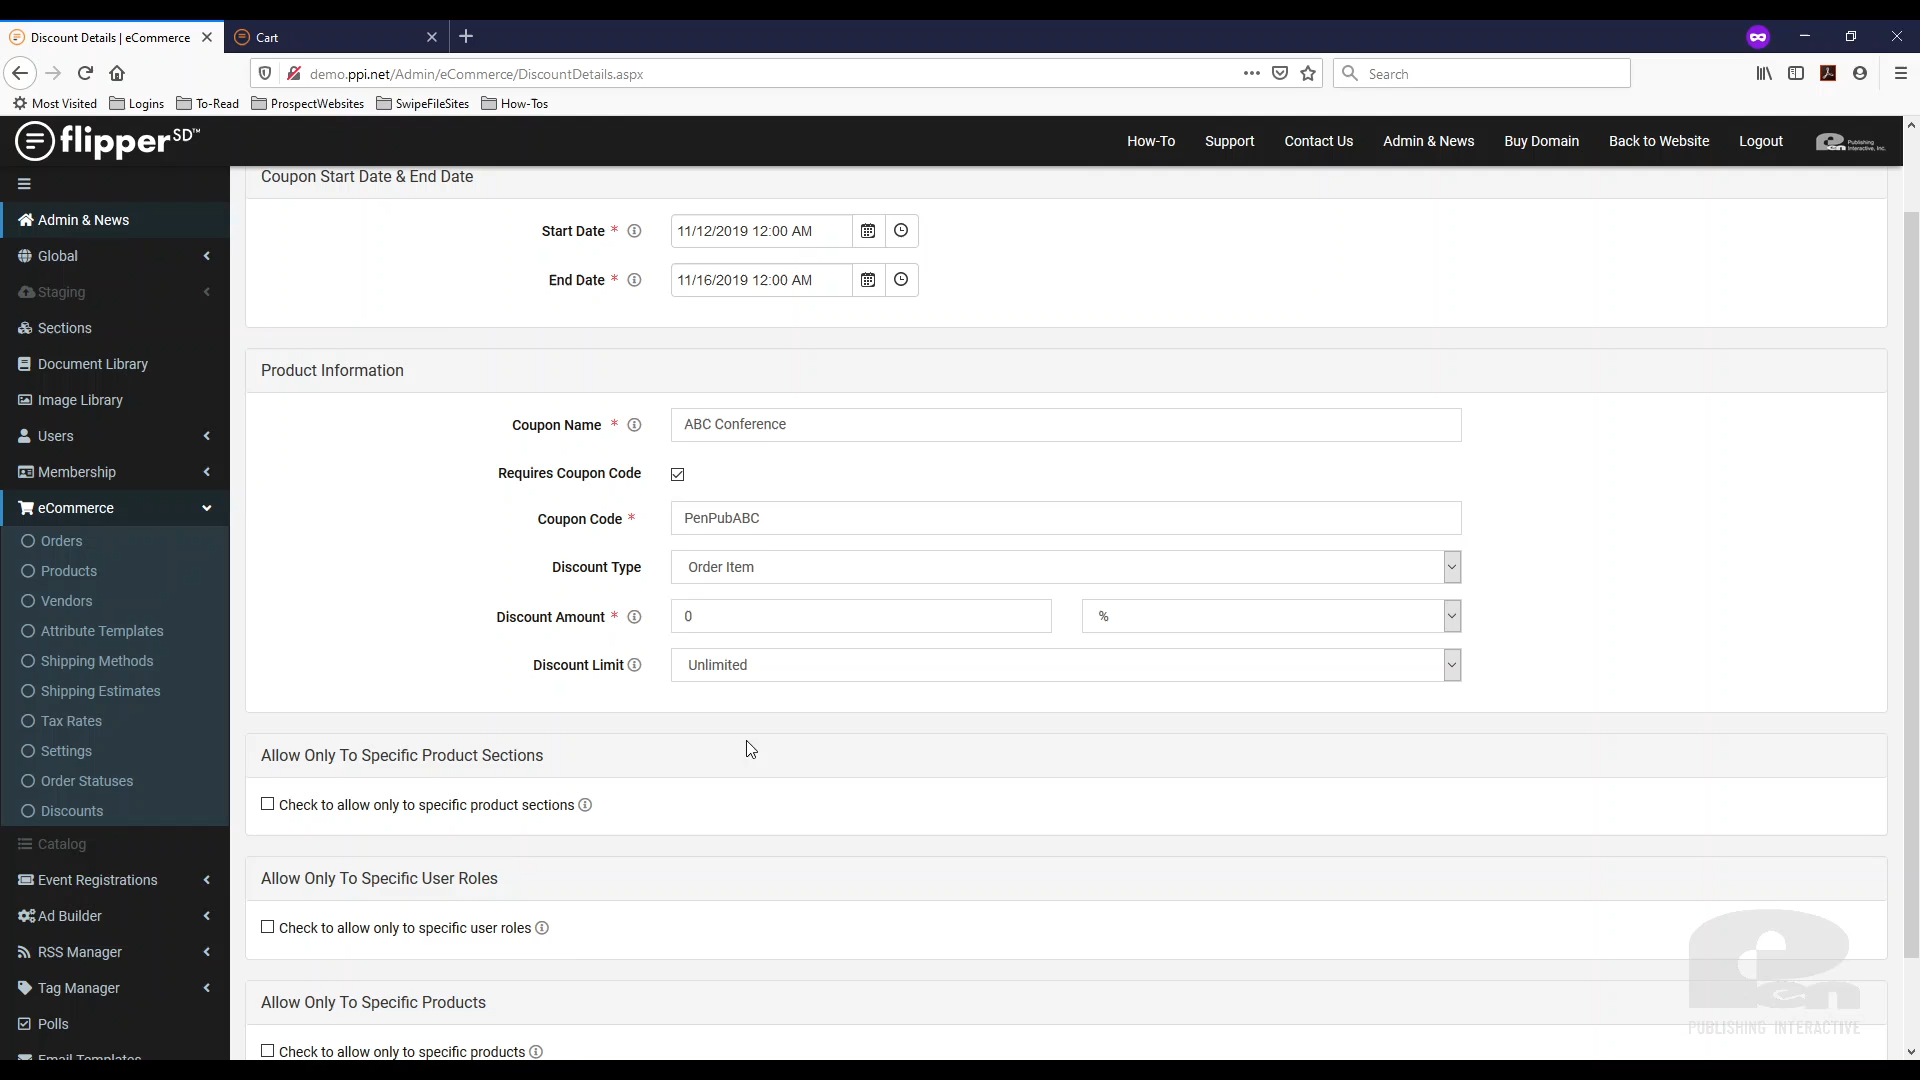 Discount Details | eCommerce
Cart
demo.ppi.net/Admin/eCommerce/DiscountDetails.aspx
Search
Most Visited
Logins
To-Read
ProspectWebsites
SwipeFileSites
How-Tos
flipper SD™
How-To
Support
Contact Us
Admin & News
Buy Domain
Back to Website
Logout
Pen Publishing Interactive, Inc.
Admin & News
Global
Staging
Sections
Document Library
Image Library
Users
Membership
eCommerce
Orders
Products
Vendors
Attribute Templates
Shipping Methods
Shipping Estimates
Tax Rates
Settings
Order Statuses
Discounts
Catalog
Event Registrations
Ad Builder
RSS Manager
Tag Manager
Polls
Email Templates
Coupon Start Date & End Date
Start Date * 11/12/2019 12:00 AM
End Date * 11/16/2019 12:00 AM
Product Information
Coupon Name * ABC Conference
Requires Coupon Code
Coupon Code * PenPubABC
Discount Type Order Item
Discount Amount * 0 %
Discount Limit Unlimited
Allow Only To Specific Product Sections
Check to allow only to specific product sections
Allow Only To Specific User Roles
Check to allow only to specific user roles
Allow Only To Specific Products
Check to allow only to specific products
Pen
PUBLISHING INTERACTIVE